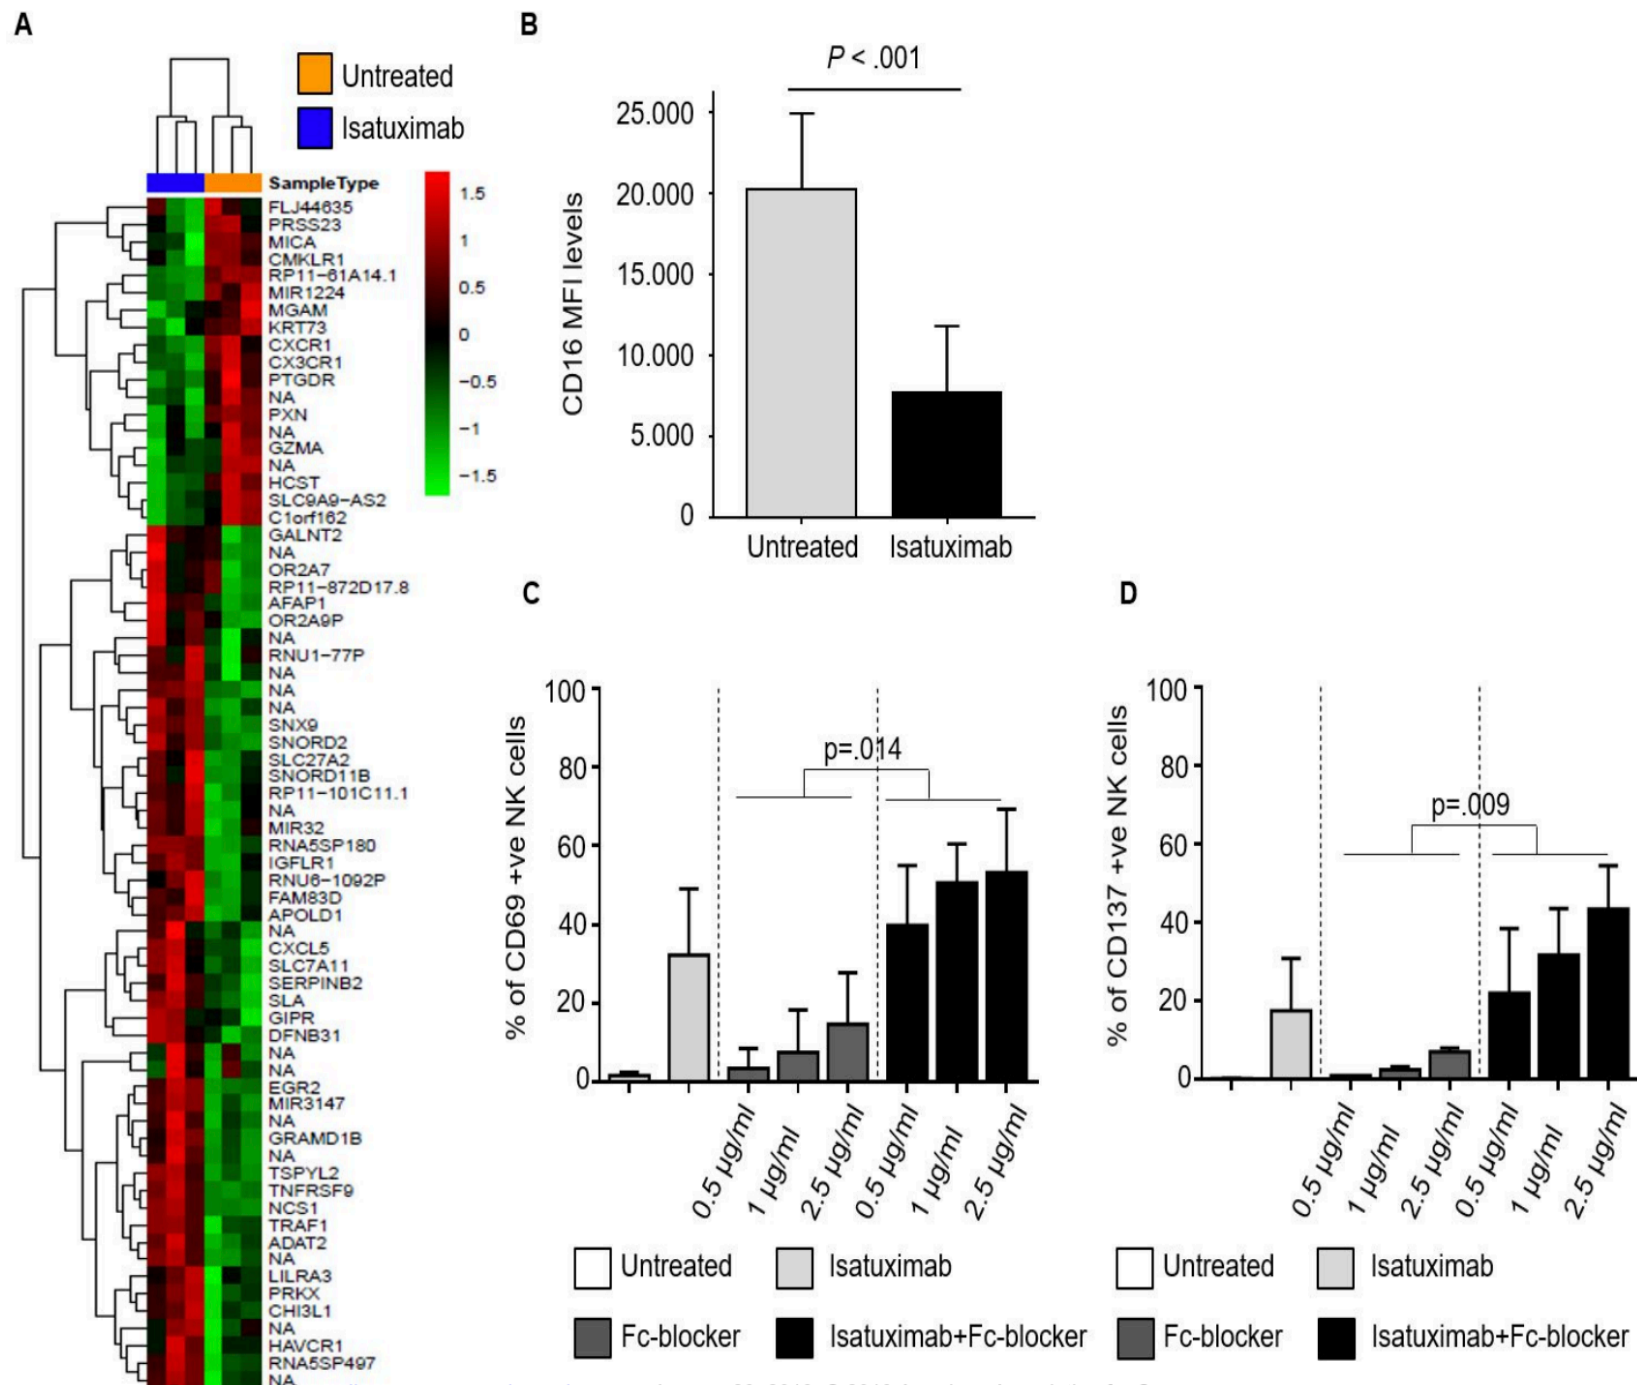 A
Untreated
Isatuximab
SampleType
1.5
1
0.5
0
−0.5
−1
−1.5
FLJ44635
PRSS23
MICA
CMKLR1
RP11−61A14.1
MIR1224
MGAM
KRT73
CXCR1
CX3CR1
PTGDR
NA
PXN
NA
GZMA
NA
HCST
SLC9A9−AS2
C1orf162
GALNT2
NA
OR2A7
RP11−872D17.8
AFAP1
OR2A9P
NA
RNU1−77P
NA
NA
NA
SNX9
SNORD2
SLC27A2
SNORD11B
RP11−101C11.1
NA
MIR32
RNA5SP180
IGFLR1
RNU6−1092P
FAM83D
APOLD1
NA
CXCL5
SLC7A11
SERPINB2
SLA
GIPR
DFNB31
NA
NA
EGR2
MIR3147
NA
GRAMD1B
NA
TSPYL2
TNFRSF9
NCS1
TRAF1
ADAT2
NA
LILRA3
PRKX
CHI3L1
NA
HAVCR1
RNA5SP497
NA
B
P < .001
CD16 MFI levels
25.000
20.000
15.000
10.000
5.000
0
Untreated
Isatuximab
C
% of CD69 +ve NK cells
100
80
60
40
20
0
p=.014
0.5 µg/ml
1 µg/ml
2.5 µg/ml
0.5 µg/ml
1 µg/ml
2.5 µg/ml
Untreated
Isatuximab
Fc-blocker
Isatuximab+Fc-blocker
D
% of CD137 +ve NK cells
100
80
60
40
20
0
p=.009
0.5 µg/ml
1 µg/ml
2.5 µg/ml
0.5 µg/ml
1 µg/ml
2.5 µg/ml
Untreated
Isatuximab
Fc-blocker
Isatuximab+Fc-blocker